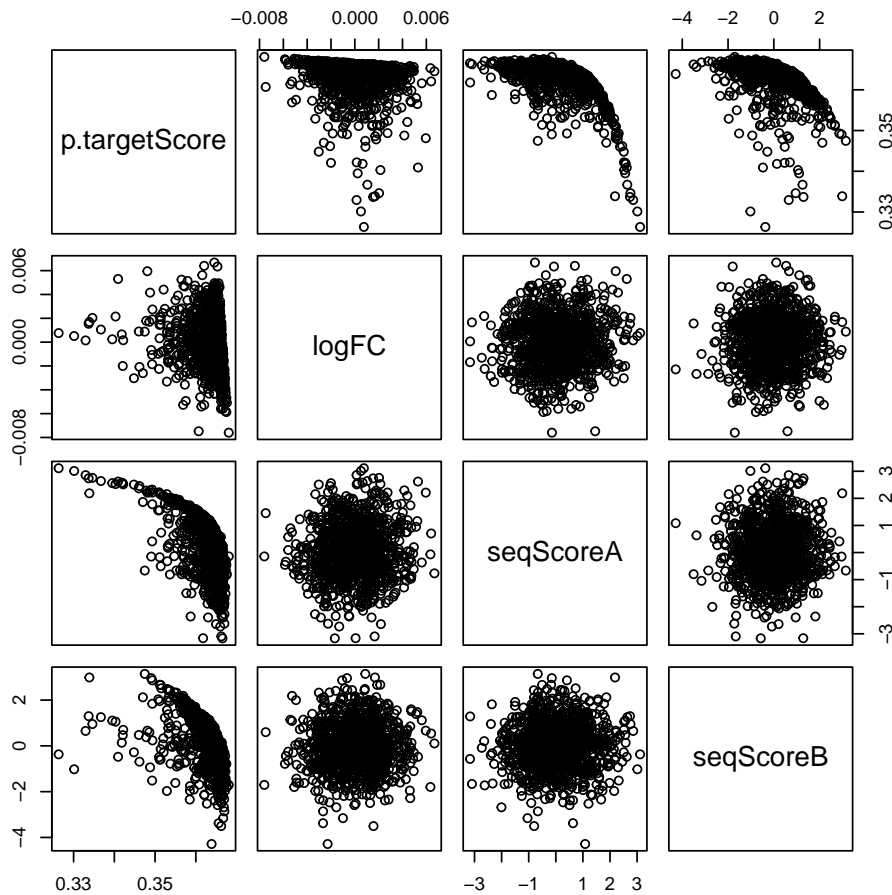 −0.008 0.000 0.006 −4 −2 0 2
p.targetScore
0.33 0.35
−0.008 0.000 0.006
logFC
seqScoreA
−3 −1 1 2 3
−4 −2 0 2
seqScoreB
0.33 0.35 −3 −1 1 2 3